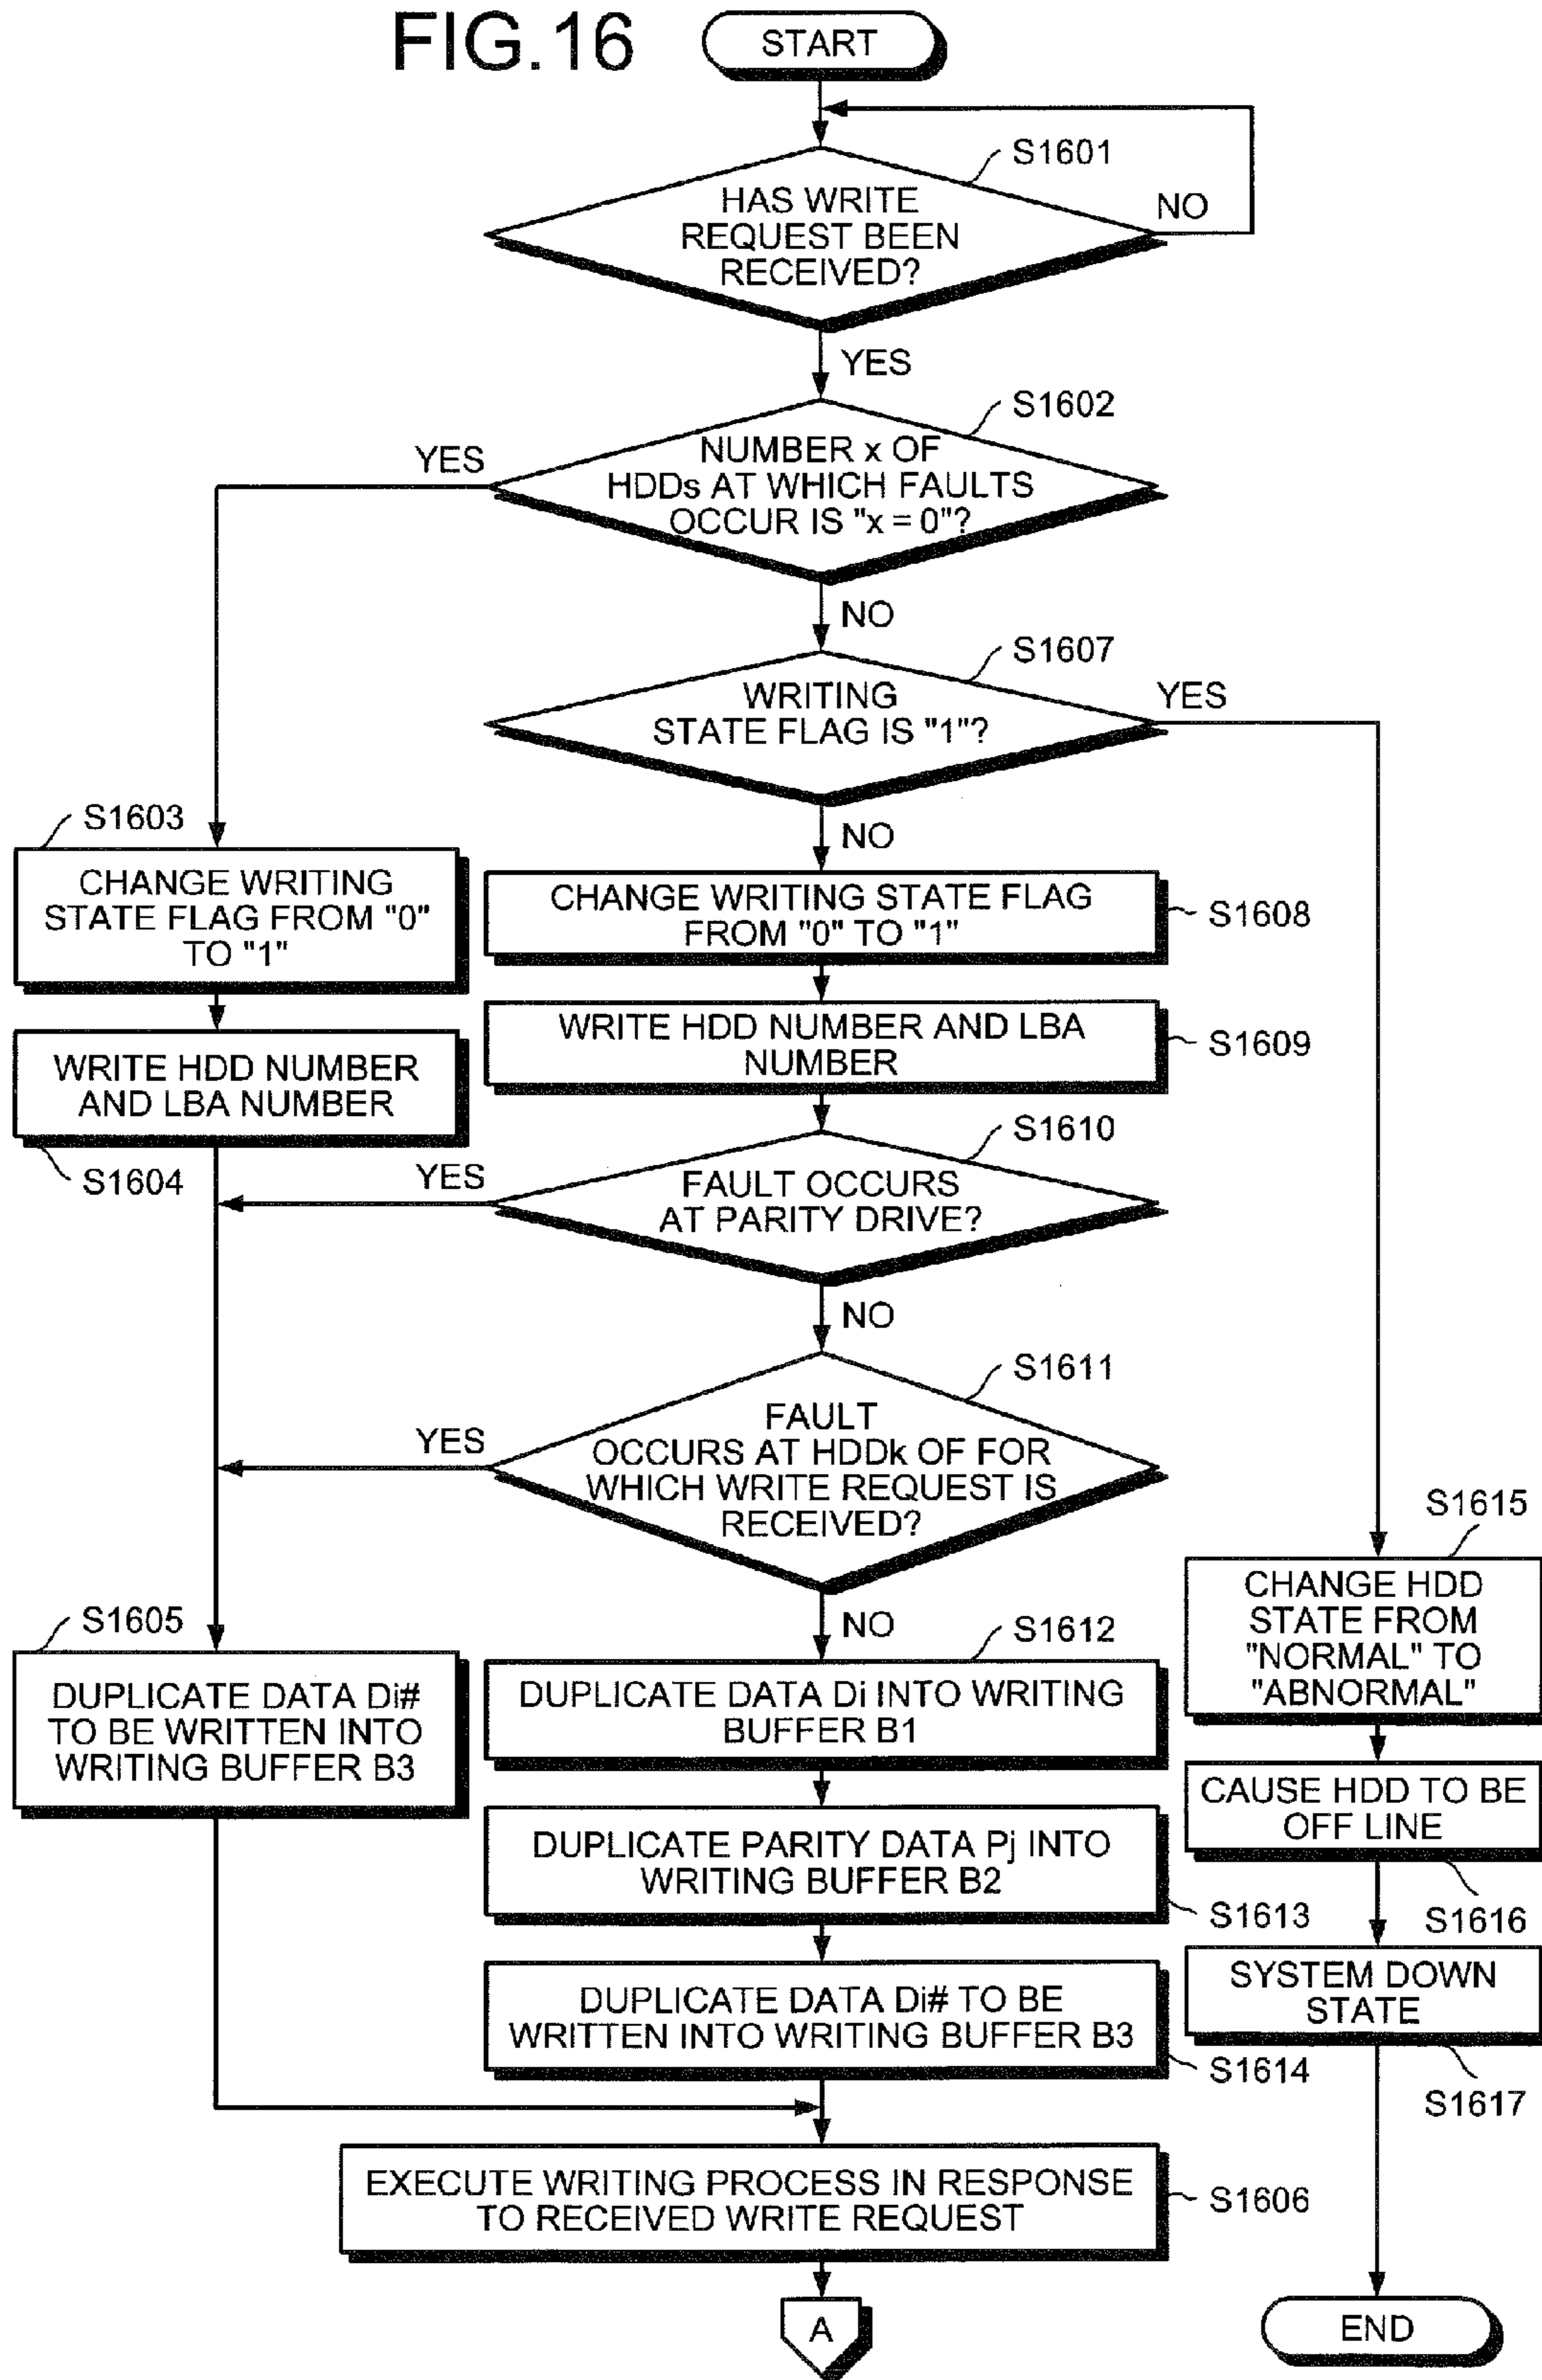 FIG.16
START
S1601
HAS WRITE
REQUEST BEEN
RECEIVED?
NO
YES
S1602
NUMBER x OF
HDDs AT WHICH FAULTS
OCCUR IS "x = 0"?
YES
NO
S1607
WRITING
STATE FLAG IS "1"?
YES
NO
S1603
CHANGE WRITING
STATE FLAG FROM "0"
TO "1"
CHANGE WRITING STATE FLAG
FROM "0" TO "1"
S1608
WRITE HDD NUMBER
AND LBA NUMBER
S1604
WRITE HDD NUMBER AND LBA
NUMBER
S1609
S1610
YES
FAULT OCCURS
AT PARITY DRIVE?
NO
S1611
YES
FAULT
OCCURS AT HDDk OF FOR
WHICH WRITE REQUEST IS
RECEIVED?
NO
S1605
DUPLICATE DATA Di#
TO BE WRITTEN INTO
WRITING BUFFER B3
S1612
DUPLICATE DATA Di INTO WRITING
BUFFER B1
DUPLICATE PARITY DATA Pj INTO
WRITING BUFFER B2
S1613
DUPLICATE DATA Di# TO BE
WRITTEN INTO WRITING BUFFER B3
S1614
S1615
CHANGE HDD
STATE FROM
"NORMAL" TO
"ABNORMAL"
CAUSE HDD TO BE
OFF LINE
S1616
SYSTEM DOWN
STATE
S1617
EXECUTE WRITING PROCESS IN RESPONSE
TO RECEIVED WRITE REQUEST
S1606
A
END